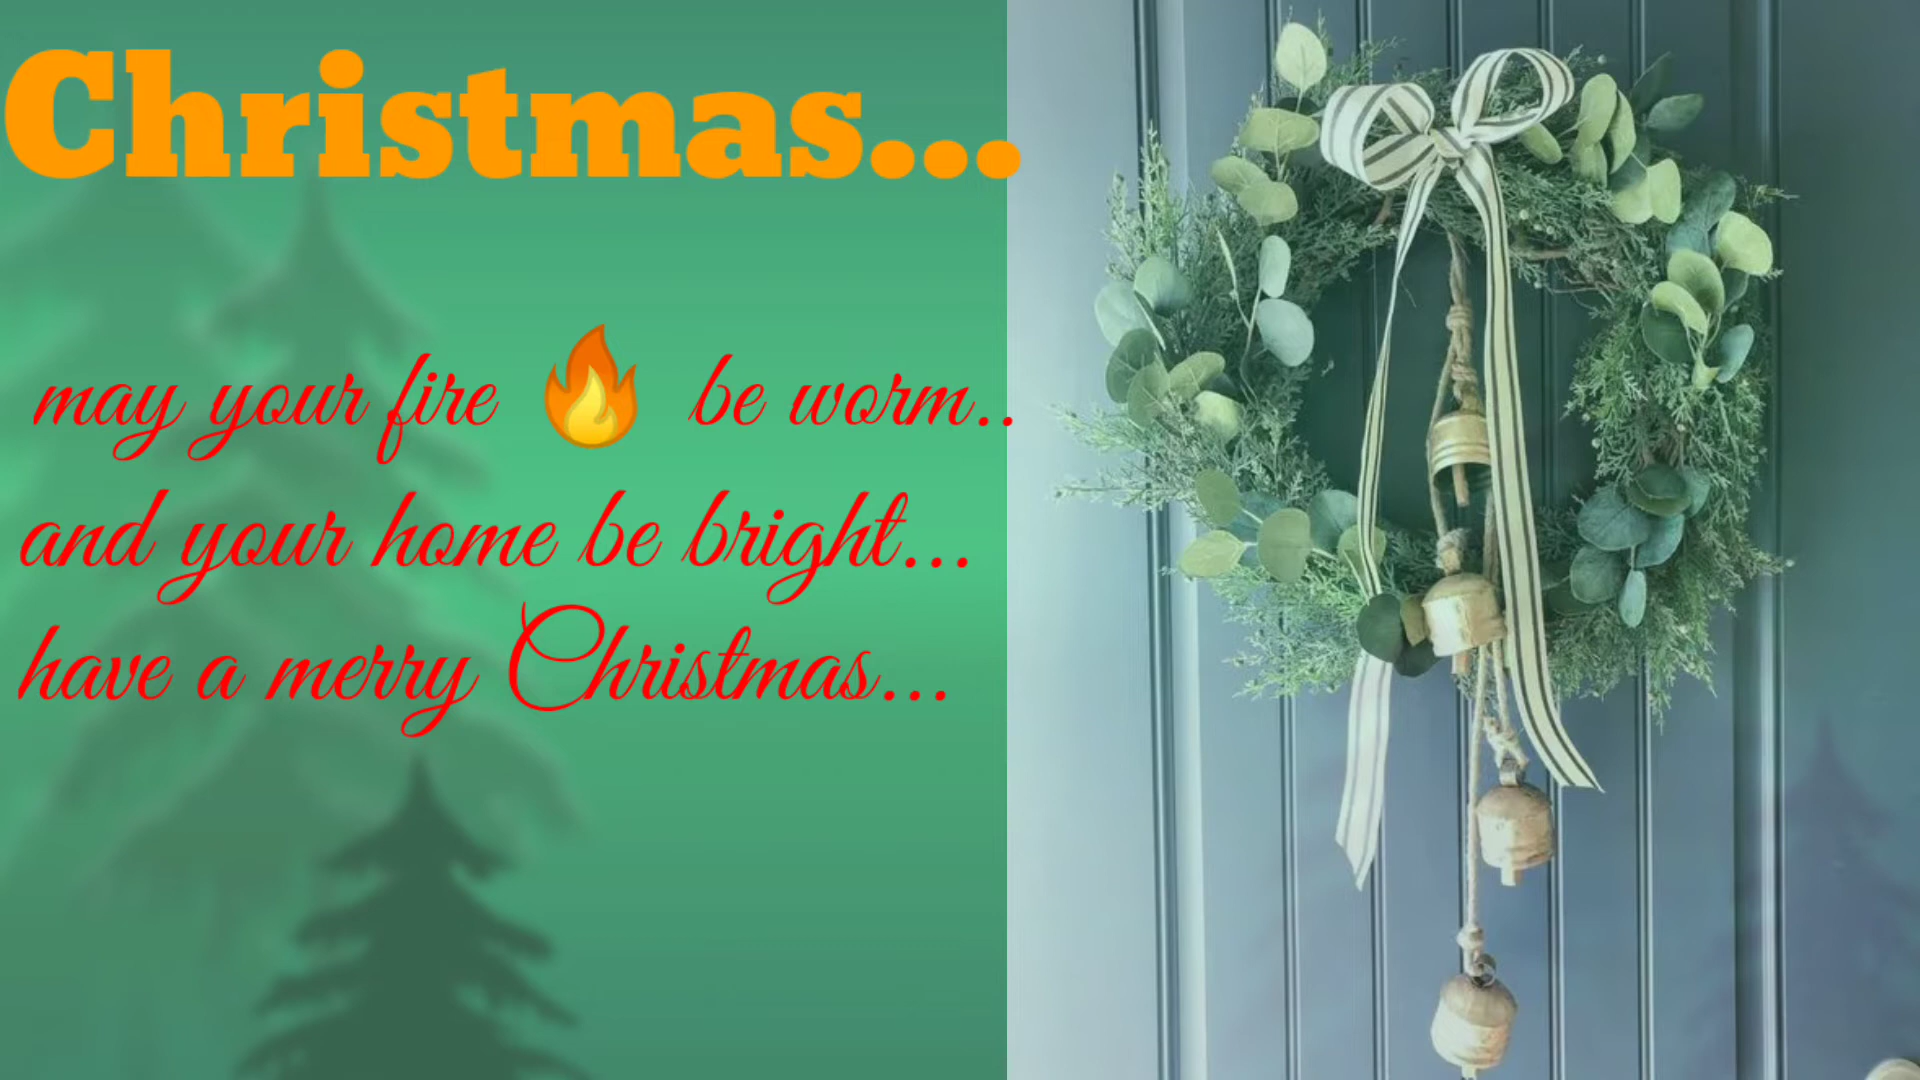 Christmas...
may your fire 🔥 be worm..
and your home be bright...
have a merry Christmas...